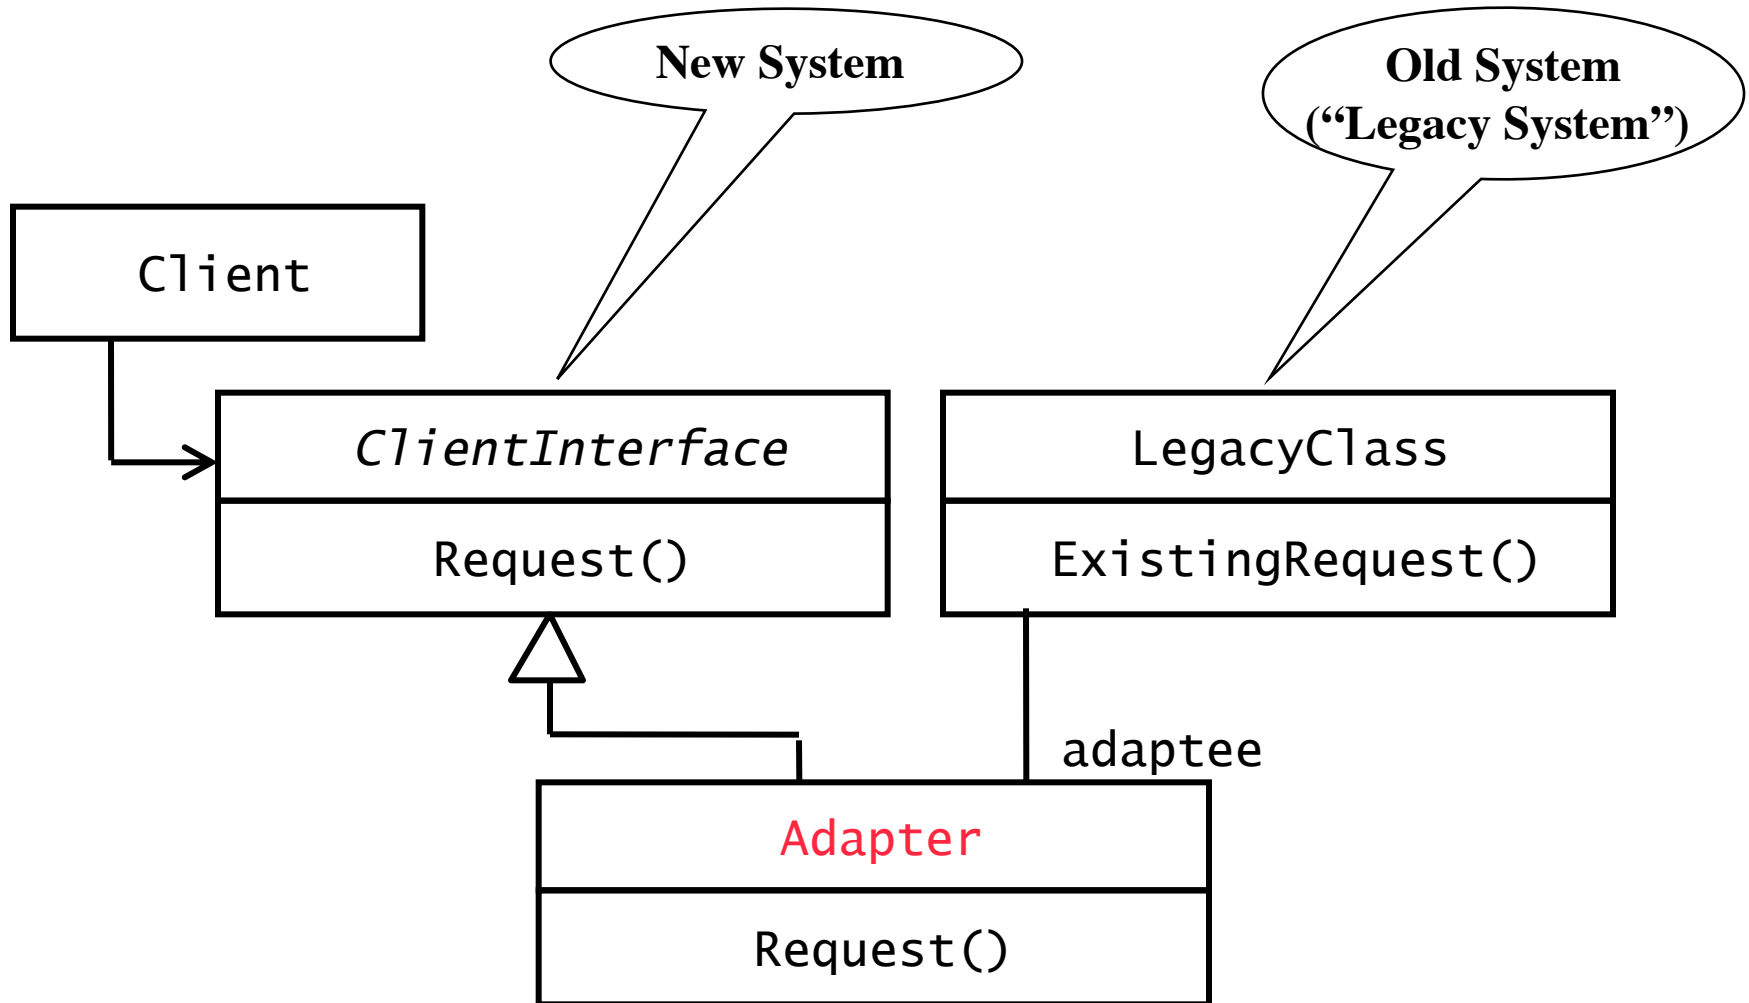 New System
Old System
(“Legacy System”)
Client
ClientInterface
LegacyClass
Request()
ExistingRequest()
adaptee
Adapter
Request()